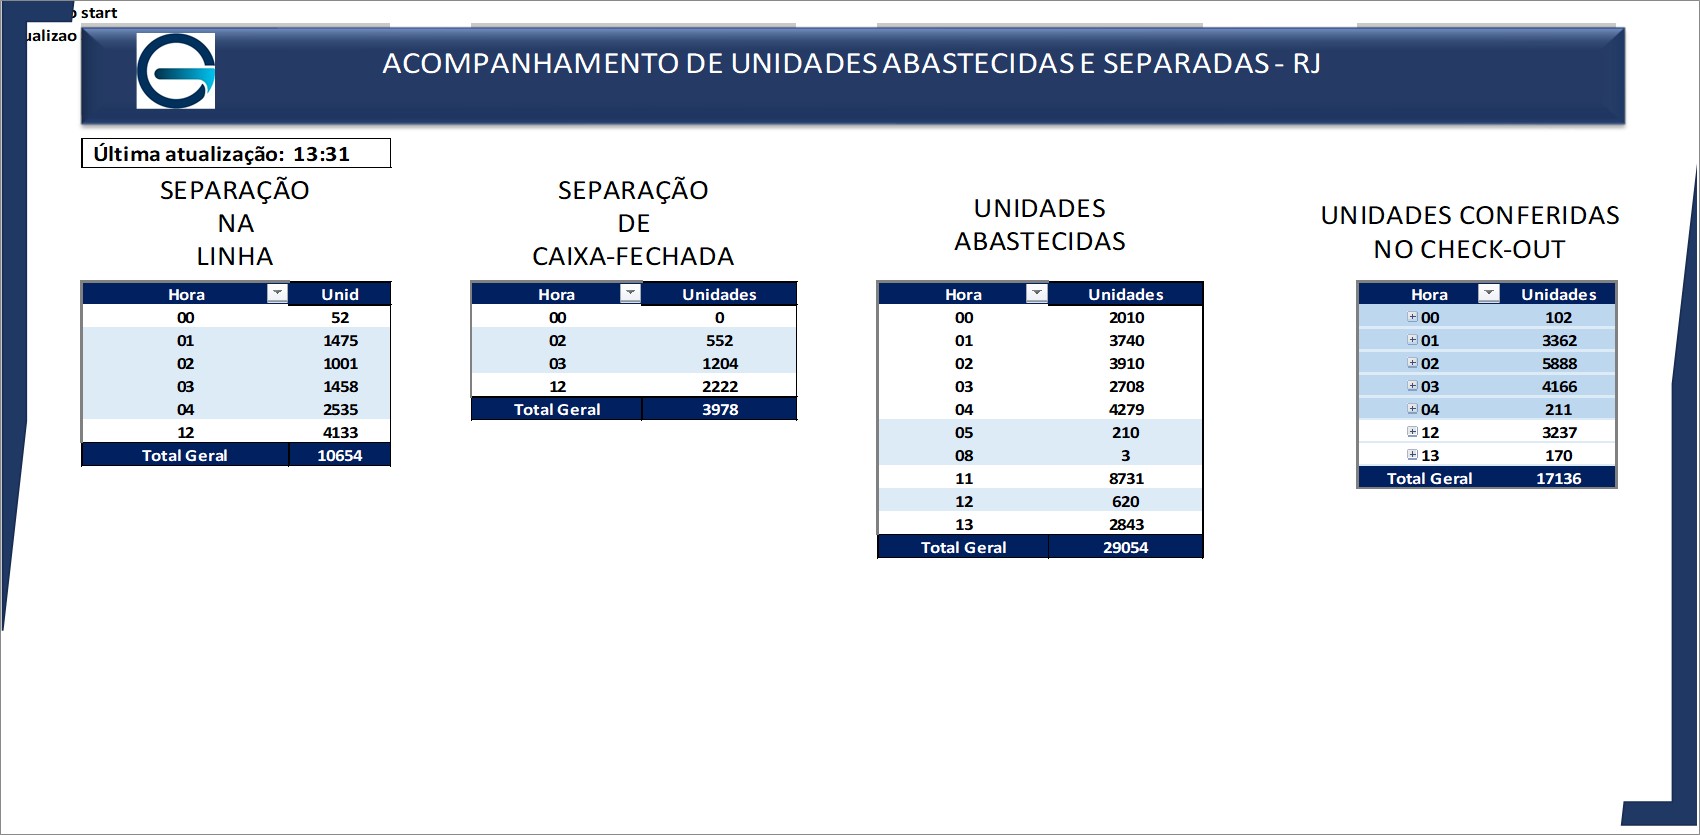 start
ualizao
ACOMPANHAMENTO DE UNIDADES ABASTECIDAS E SEPARADAS - RJ
Última atualização: 13:31
SEPARAÇÃO
NA
LINHA
Hora Unid
00 52
01 1475
02 1001
03 1458
04 2535
12 4133
Total Geral 10654
SEPARAÇÃO
DE
CAIXA-FECHADA
Hora Unidades
00 0
02 552
03 1204
12 2222
Total Geral 3978
UNIDADES
ABASTECIDAS
Hora Unidades
00 2010
01 3740
02 3910
03 2708
04 4279
05 210
08 3
11 8731
12 620
13 2843
Total Geral 29054
UNIDADES CONFERIDAS
NO CHECK-OUT
Hora Unidades
00 102
01 3362
02 5888
03 4166
04 211
12 3237
13 170
Total Geral 17136